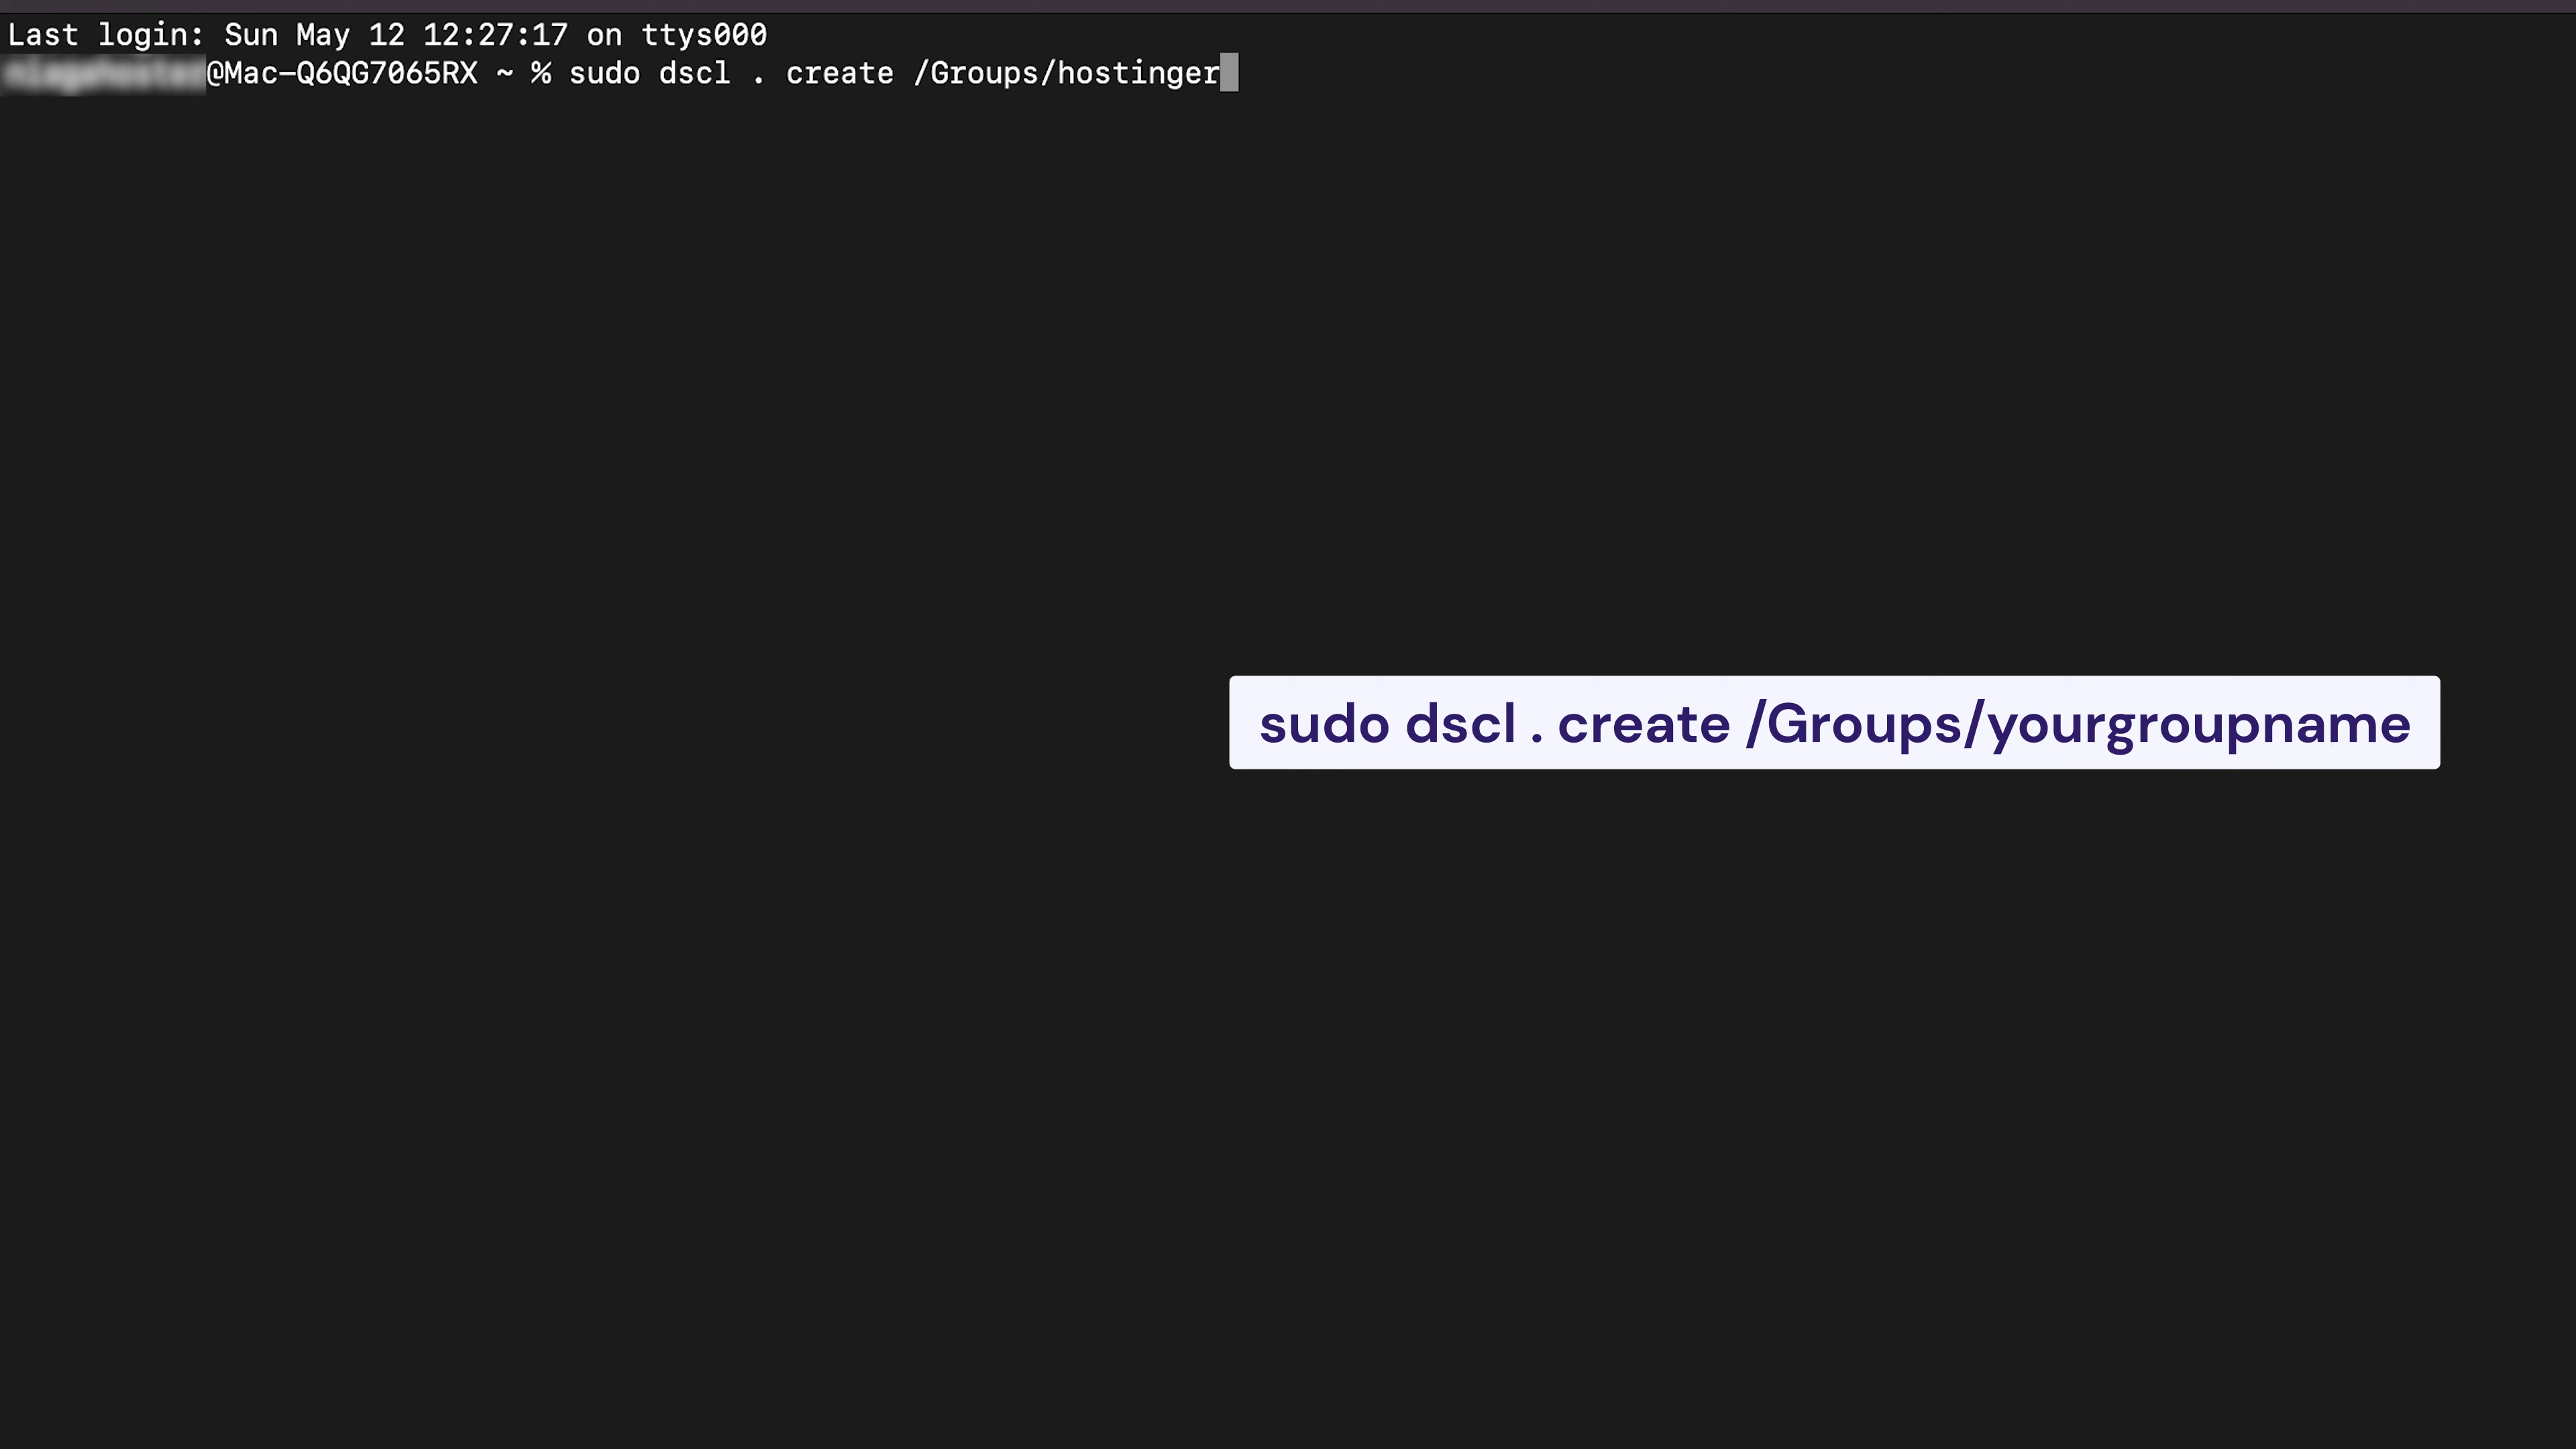 Last login: Sun May 12 12:27:17 on ttys000
@Mac-Q6QG7065RX ~ % sudo dscl . create /Groups/hostinger
sudo dscl . create /Groups/yourgroupname